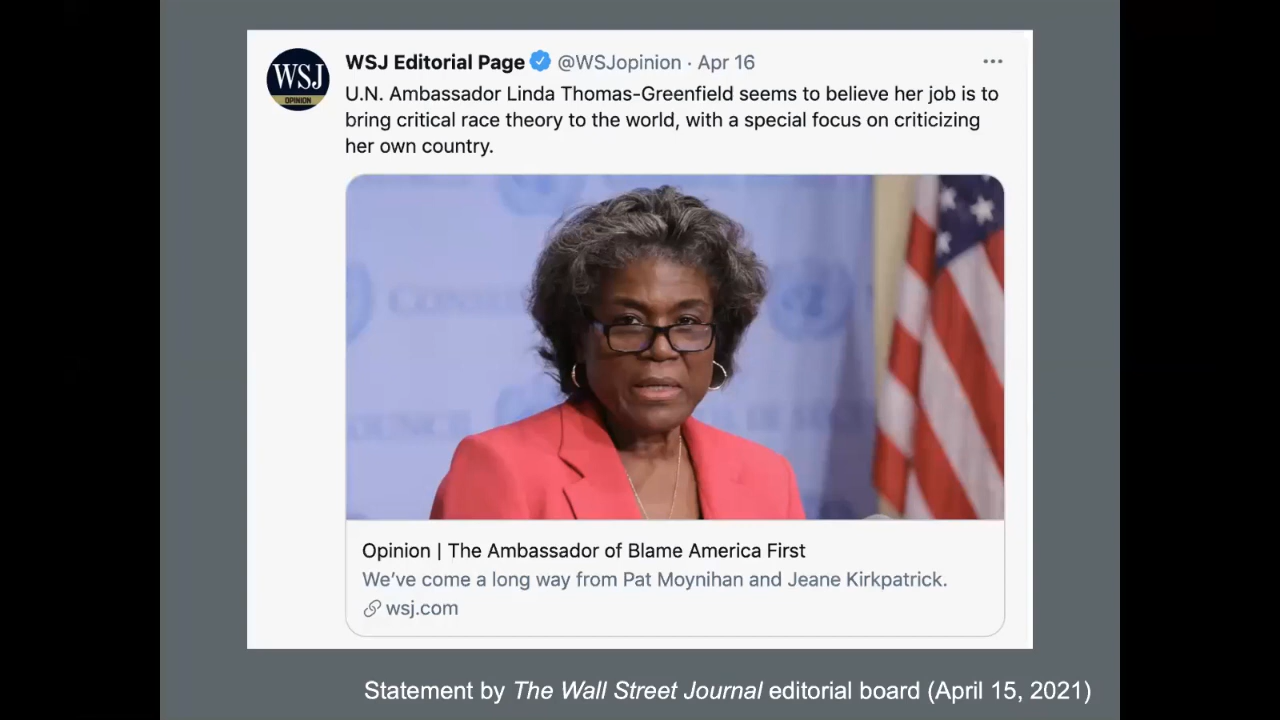 WSJ
OPINION
WSJ Editorial Page @WSJopinion · Apr 16
U.N. Ambassador Linda Thomas-Greenfield seems to believe her job is to
bring critical race theory to the world, with a special focus on criticizing
her own country.
COUNCIL
Opinion | The Ambassador of Blame America First
We've come a long way from Pat Moynihan and Jeane Kirkpatrick.
wsj.com
Statement by The Wall Street Journal editorial board (April 15, 2021)